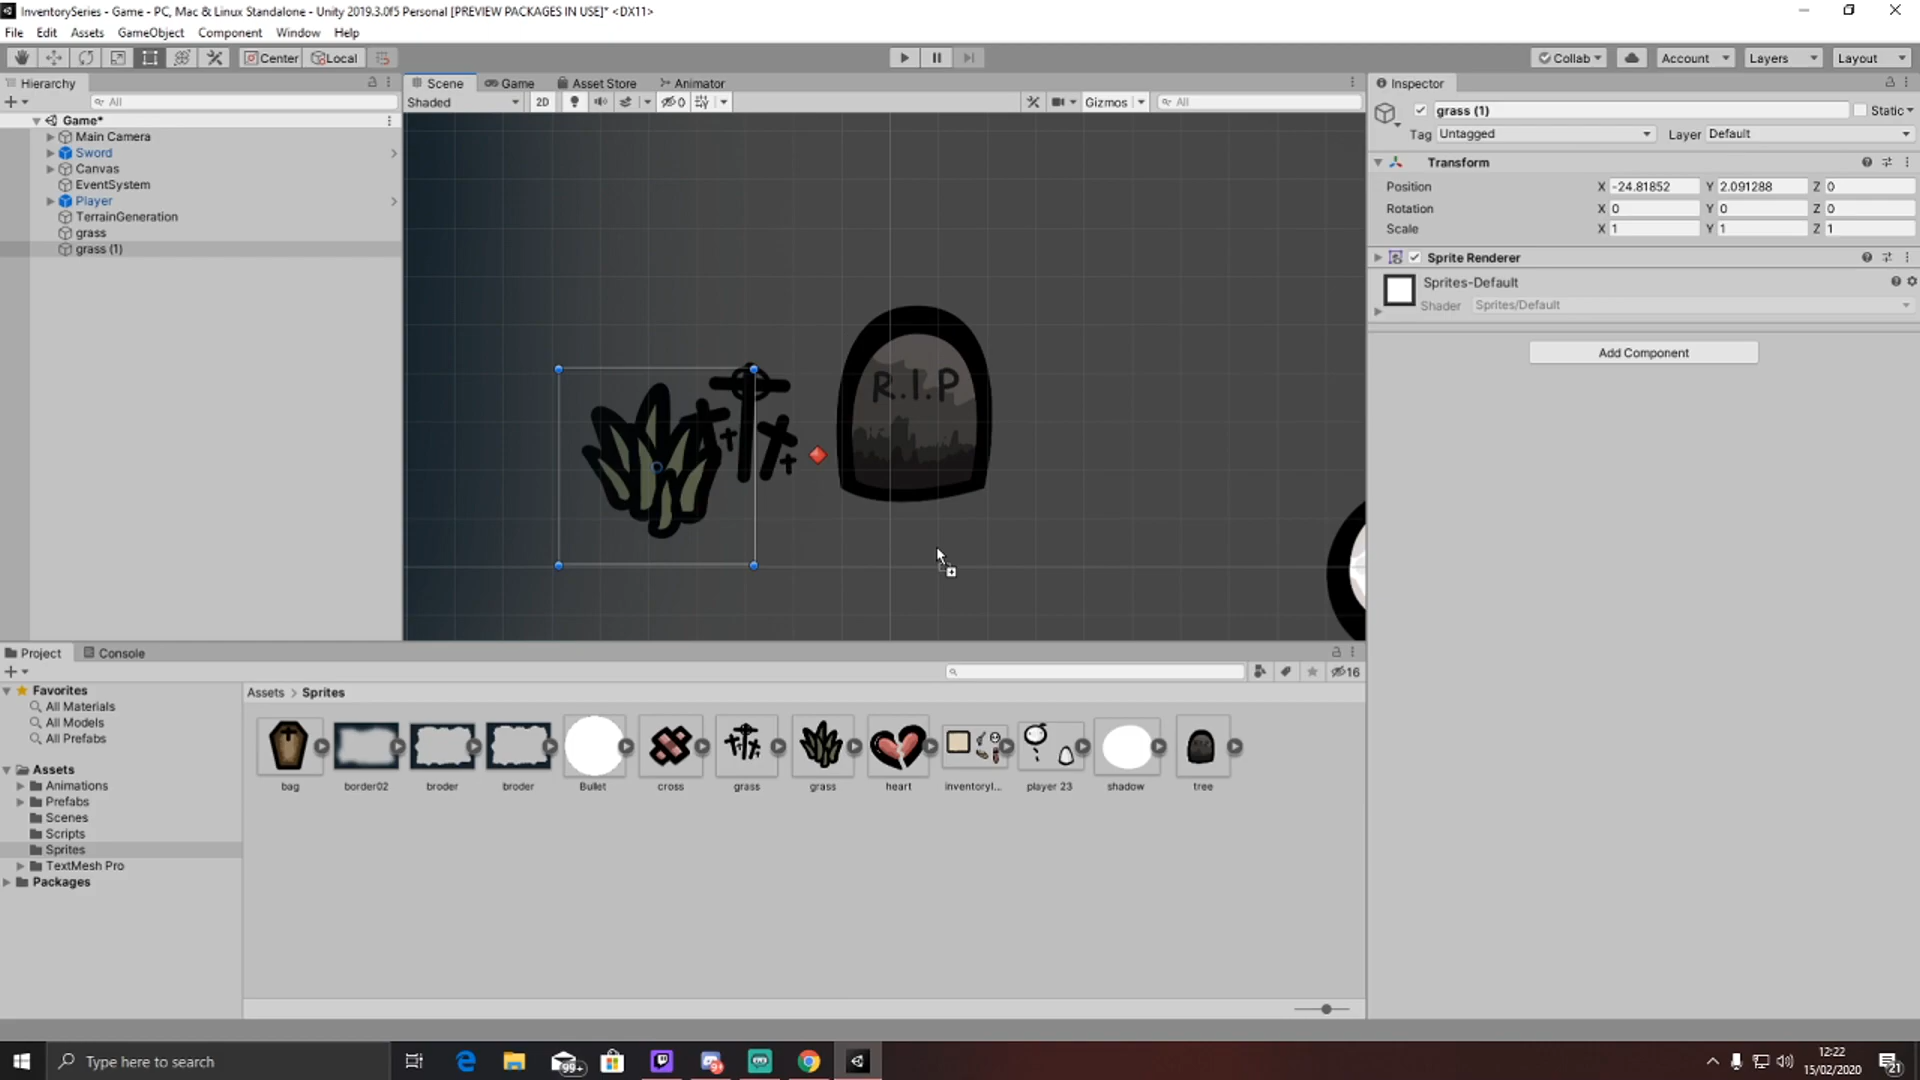 InventorySeries - Game - PC, Mac & Linux Standalone - Unity 2019.3.0f5 Personal [PREVIEW PACKAGES IN USE]* <DX11>
File Edit Assets GameObject Component Window Help
Center Local Collab Account Layers Layout
Hierarchy Scene Game Asset Store Animator Inspector
All Shaded 2D 0 Gizmos All grass (1) Static
Game* Tag Untagged Layer Default
Main Camera
Sword Transform
Canvas
EventSystem Position X -24.81852 Y 2.091288 Z 0
Player Rotation X 0 Y 0 Z 0
TerrainGeneration Scale X 1 Y 1 Z 1
grass
grass (1) Sprite Renderer
Sprites-Default
Shader Sprites/Default
Add Component
R.I.P
Project Console
16
Favorites Assets > Sprites
All Materials
All Models
All Prefabs
Assets
Animations bag border02 broder broder Bullet cross grass grass heart inventoryI... player 23 shadow tree
Prefabs
Scenes
Scripts
Sprites
TextMesh Pro
Packages
Type here to search 99+ 9+ 12:22
15/02/2020 21